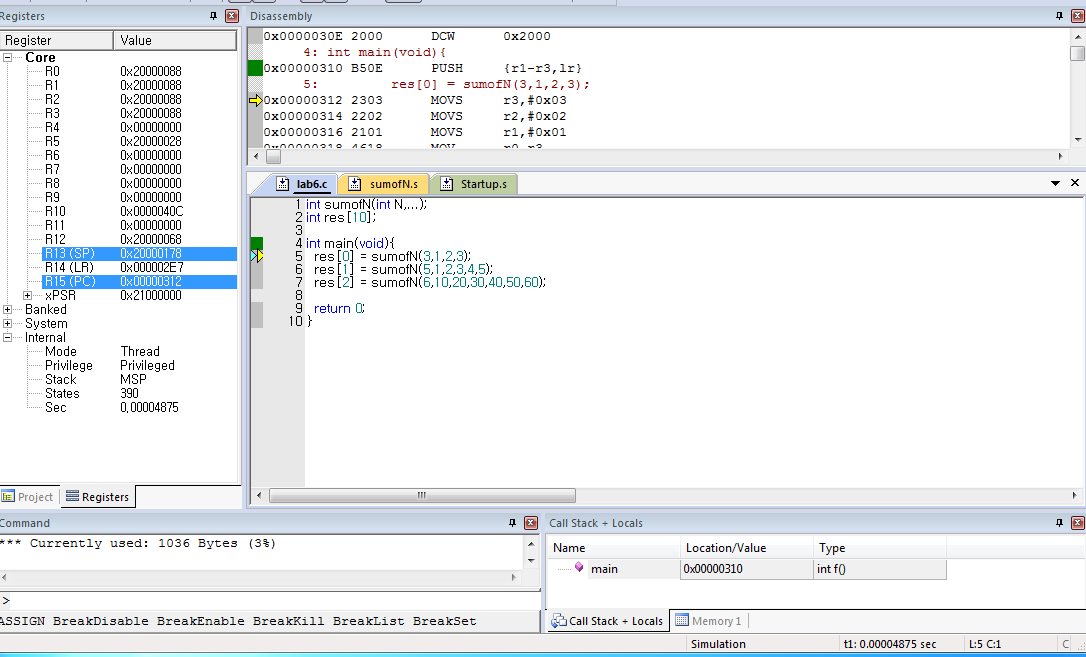 Registers
Register Value
Core
R0 0x20000088
R1 0x20000088
R2 0x20000088
R3 0x20000088
R4 0x00000000
R5 0x20000028
R6 0x00000000
R7 0x00000000
R8 0x00000000
R9 0x00000000
R10 0x0000040C
R11 0x00000000
R12 0x20000068
R13 (SP) 0x20000178
R14 (LR) 0x000002E7
R15 (PC) 0x00000312
xPSR 0x21000000
Banked
System
Internal
Mode Thread
Privilege Privileged
Stack MSP
States 390
Sec 0,00004875
Project Registers
Disassembly
0x0000030E 2000 DCW 0x2000
4: int main(void){
0x00000310 B50E PUSH {r1-r3,lr}
5: res[0] = sumofN(3,1,2,3);
0x00000312 2303 MOVS r3,#0x03
0x00000314 2202 MOVS r2,#0x02
0x00000316 2101 MOVS r1,#0x01
0x00000318 4618 MOV r0,r3
lab6.c sumofN.s Startup.s
1 int sumofN(int N,...);
2 int res[10];
3
4 int main(void){
5 res[0] = sumofN(3,1,2,3);
6 res[1] = sumofN(5,1,2,3,4,5);
7 res[2] = sumofN(6,10,20,30,40,50,60);
8
9 return 0;
10 }
Command
*** Currently used: 1036 Bytes (3%)
>
ASSIGN BreakDisable BreakEnable BreakKill BreakList BreakSet
Call Stack + Locals
Name Location/Value Type
main 0x00000310 int f()
Call Stack + Locals Memory 1
Simulation t1: 0.00004875 sec L:5 C:1 C